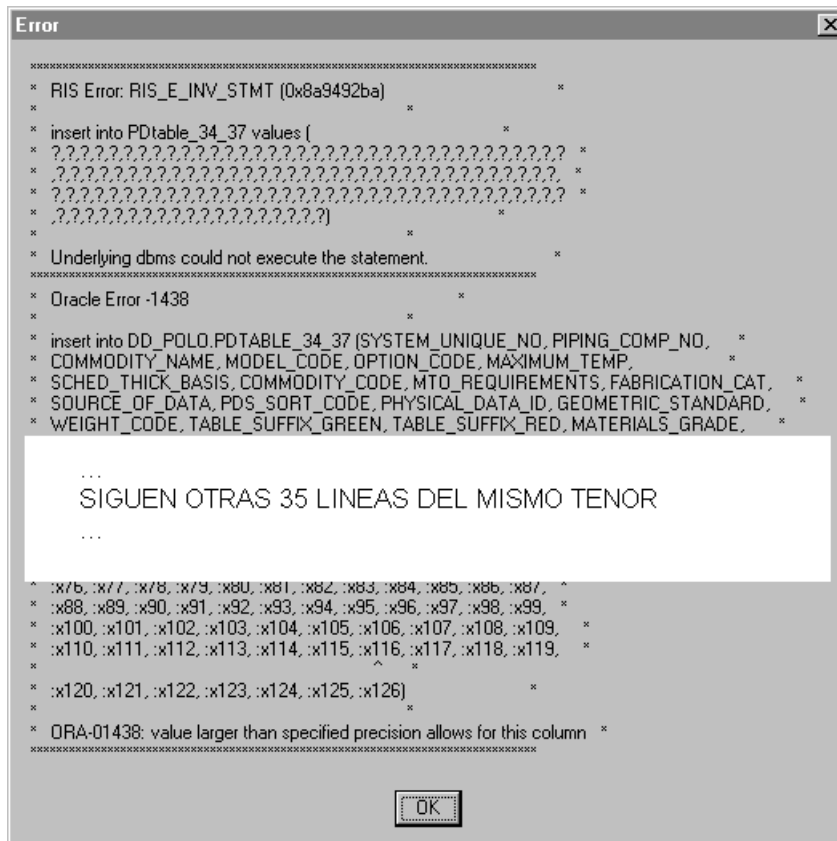 Error
******************************************************************************
* RIS Error: RIS_E_INV_STMT (0x8a9492ba) *
* *
* insert into PDtable_34_37 values ( *
* ?,?,?,?,?,?,?,?,?,?,?,?,?,?,?,?,?,?,?,?,?,?,?,?,?,?,?,?,?,?,?,?,?,?,?,? *
* ,?,?,?,?,?,?,?,?,?,?,?,?,?,?,?,?,?,?,?,?,?,?,?,?,?,?,?,?,?,?,?,?,?,?,?, *
* ?,?,?,?,?,?,?,?,?,?,?,?,?,?,?,?,?,?,?,?,?,?,?,?,?,?,?,?,?,?,?,?,?,?,?,? *
* ,?,?,?,?,?,?,?,?,?,?,?,?,?,?,?,?,?,?,?) *
* *
* Underlying dbms could not execute the statement. *
******************************************************************************
* Oracle Error -1438 *
* *
* insert into DD_POLO.PDTABLE_34_37 (SYSTEM_UNIQUE_NO, PIPING_COMP_NO, *
* COMMODITY_NAME, MODEL_CODE, OPTION_CODE, MAXIMUM_TEMP, *
* SCHED_THICK_BASIS, COMMODITY_CODE, MTO_REQUIREMENTS, FABRICATION_CAT, *
* SOURCE_OF_DATA, PDS_SORT_CODE, PHYSICAL_DATA_ID, GEOMETRIC_STANDARD, *
* WEIGHT_CODE, TABLE_SUFFIX_GREEN, TABLE_SUFFIX_RED, MATERIALS_GRADE, *
...
SIGUEN OTRAS 35 LINEAS DEL MISMO TENOR
...
* :x76, :x77, :x78, :x79, :x80, :x81, :x82, :x83, :x84, :x85, :x86, :x87, *
* :x88, :x89, :x90, :x91, :x92, :x93, :x94, :x95, :x96, :x97, :x98, :x99, *
* :x100, :x101, :x102, :x103, :x104, :x105, :x106, :x107, :x108, :x109, *
* :x110, :x111, :x112, :x113, :x114, :x115, :x116, :x117, :x118, :x119, *
* ^ *
* :x120, :x121, :x122, :x123, :x124, :x125, :x126) *
* *
* ORA-01438: value larger than specified precision allows for this column *
******************************************************************************
OK